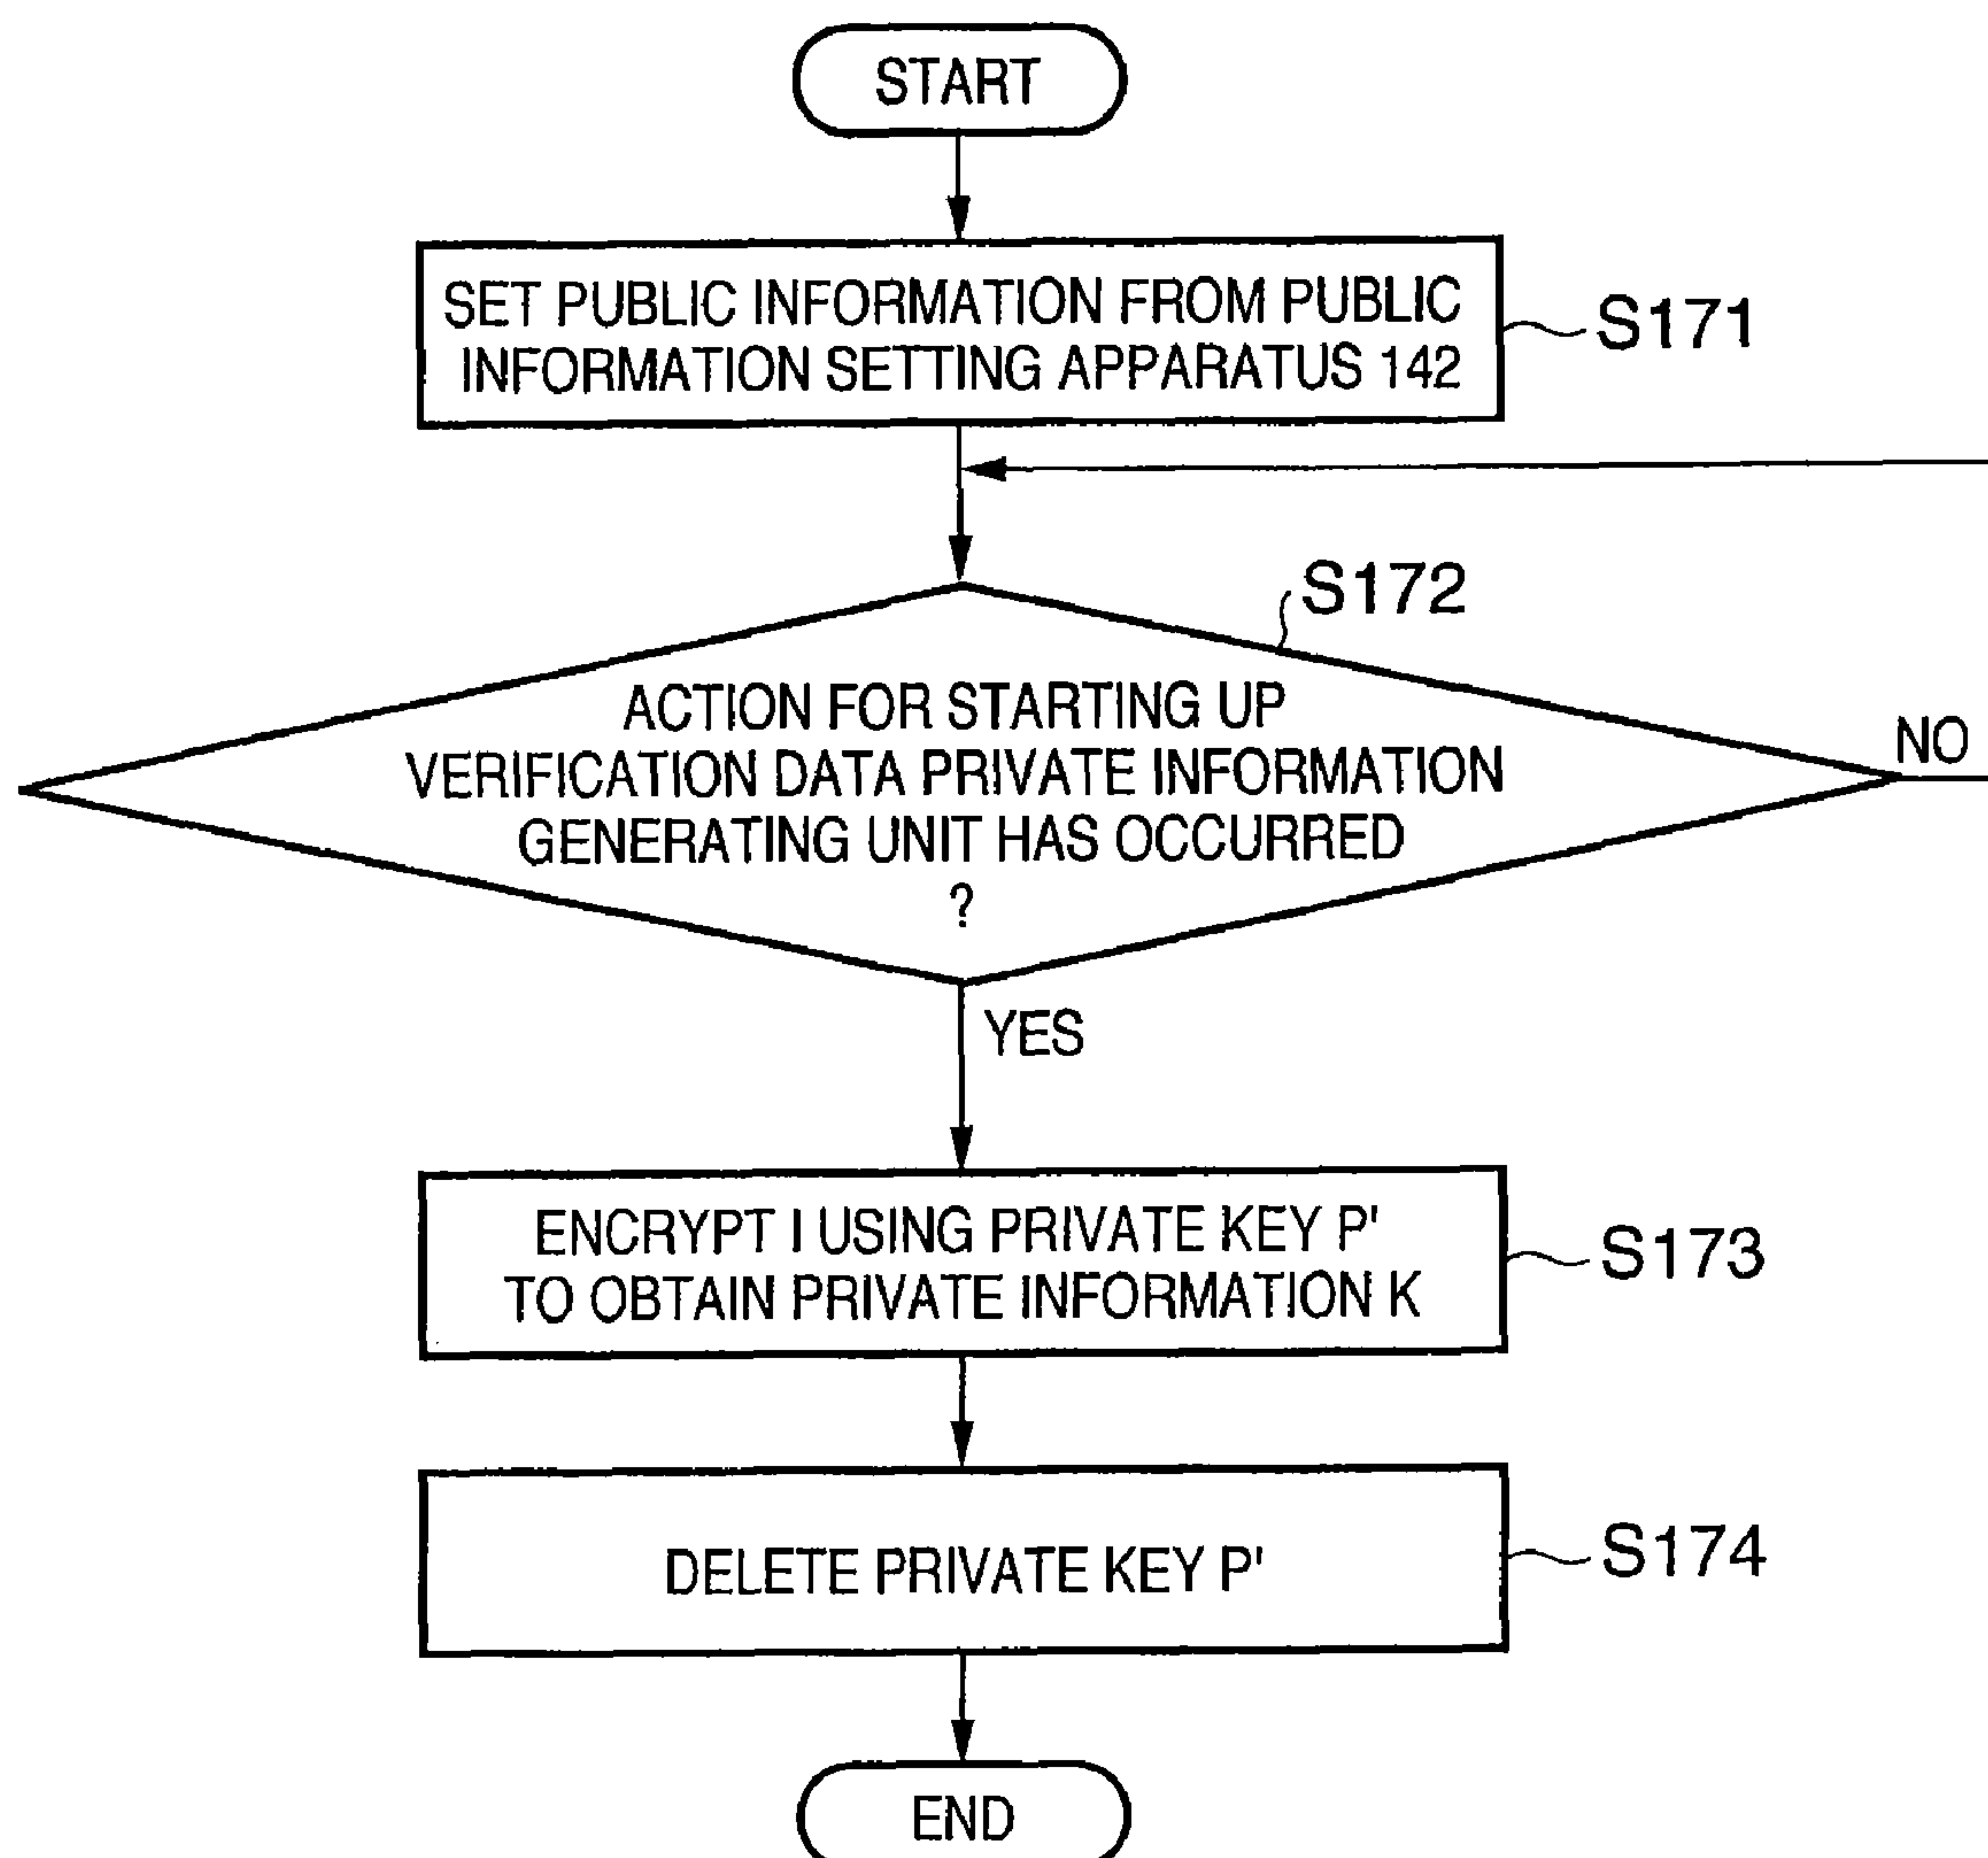 START
SET PUBLIC INFORMATION FROM PUBLIC
INFORMATION SETTING APPARATUS 142
S171
S172
ACTION FOR STARTING UP
VERIFICATION DATA PRIVATE INFORMATION
GENERATING UNIT HAS OCCURRED
?
NO
YES
ENCRYPT I USING PRIVATE KEY P'
TO OBTAIN PRIVATE INFORMATION K
S173
DELETE PRIVATE KEY P'
S174
END